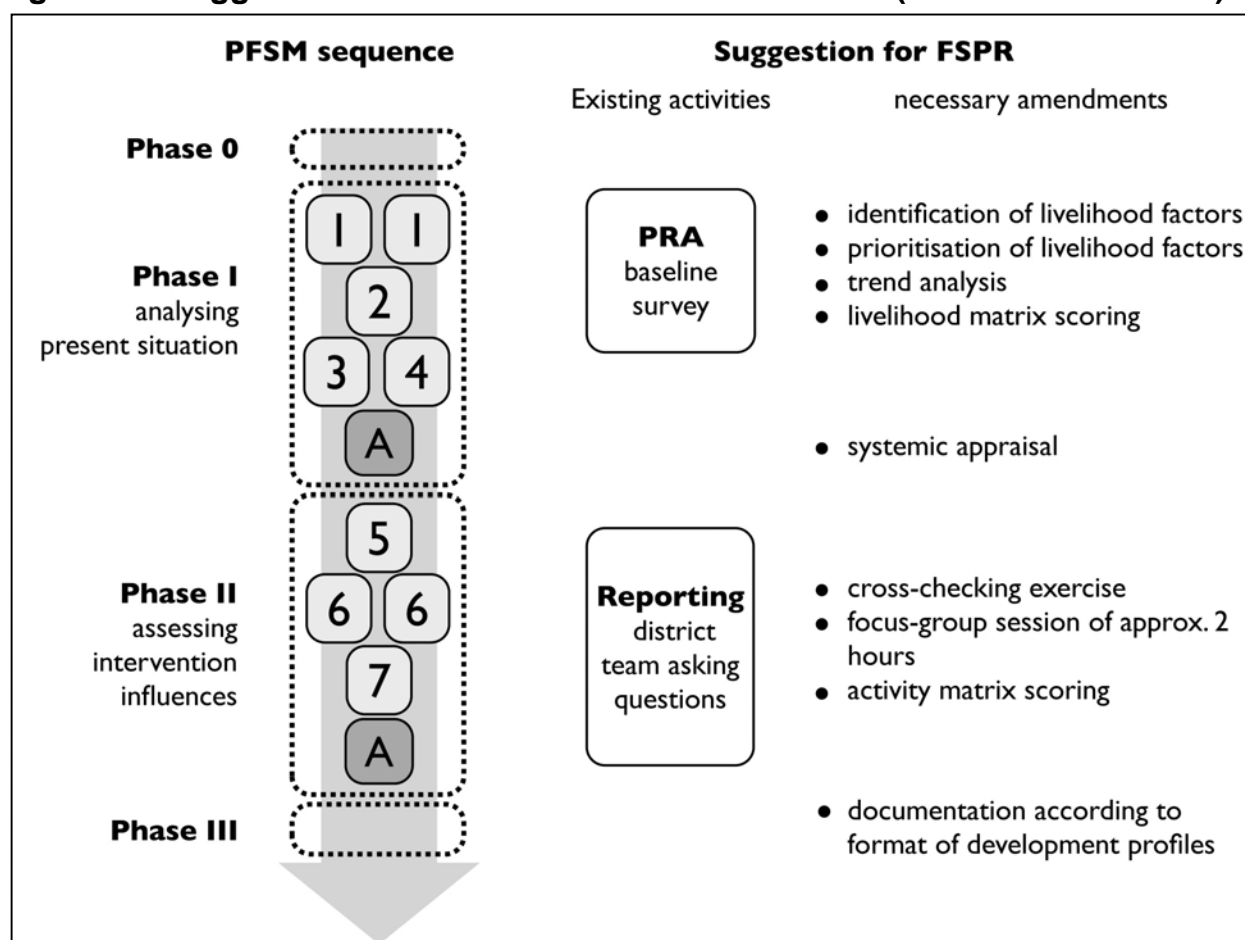 PFSM sequence
Suggestion for FSPR
Existing activities
necessary amendments
Phase 0
Phase I
analysing
present situation
1 1
2
3 4
A
PRA
baseline
survey
● identification of livelihood factors
● prioritisation of livelihood factors
● trend analysis
● livelihood matrix scoring
● systemic appraisal
Phase II
assessing
intervention
influences
5
6 6
7
A
Reporting
district
team asking
questions
● cross-checking exercise
● focus-group session of approx. 2
hours
● activity matrix scoring
Phase III
● documentation according to
format of development profiles